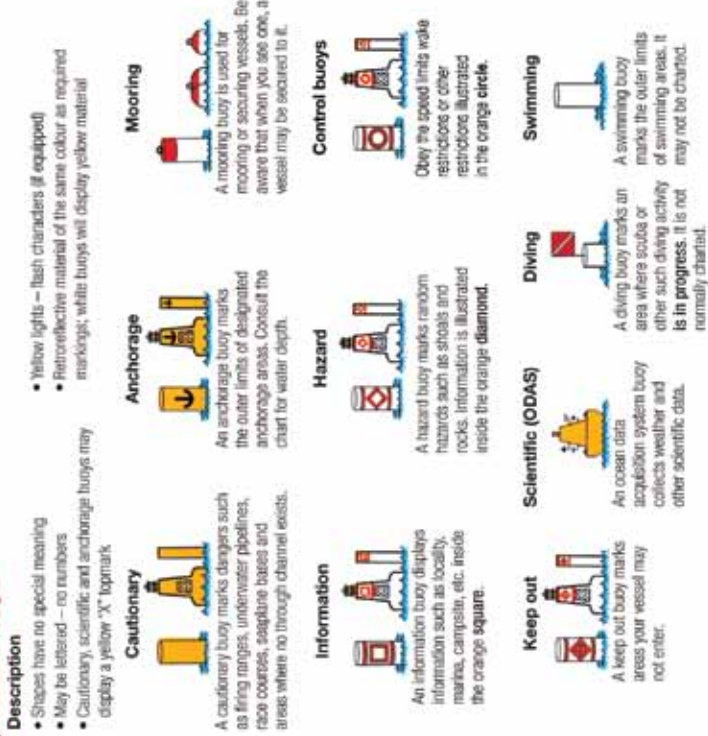 Description
• Shapes have no special meaning
• May be lettered – no numbers
• Cautionary, scientific and anchorage buoys may
display a yellow "X" topmark
• Yellow lights – flash characters (if equipped)
• Retroreflective material of the same colour as required
markings; white buoys will display yellow material
Cautionary
A cautionary buoy marks dangers such
as firing ranges, underwater pipelines,
race courses, seaplane bases and
areas where no through channel exists.
Anchorage
An anchorage buoy marks
the outer limits of designated
anchorage areas. Consult the
chart for water depth.
Mooring
A mooring buoy is used for
mooring or securing vessels. Be
aware that when you see one, a
vessel may be secured to it.
Information
An information buoy displays
information such as locality,
marina, campsite, etc. inside
the orange square.
Hazard
A hazard buoy marks random
hazards such as shoals and
rocks. Information is illustrated
inside the orange diamond.
Control buoys
Obey the speed limits wake
restrictions or other
restrictions illustrated
in the orange circle.
Keep out
A keep out buoy marks
areas your vessel may
not enter.
Scientific (ODAS)
An ocean data
acquisition system buoy
collects weather and
other scientific data.
Diving
A diving buoy marks an
area where scuba or
other such diving activity
is in progress. It is not
normally charted.
Swimming
A swimming buoy
marks the outer limits
of swimming areas. It
may not be charted.